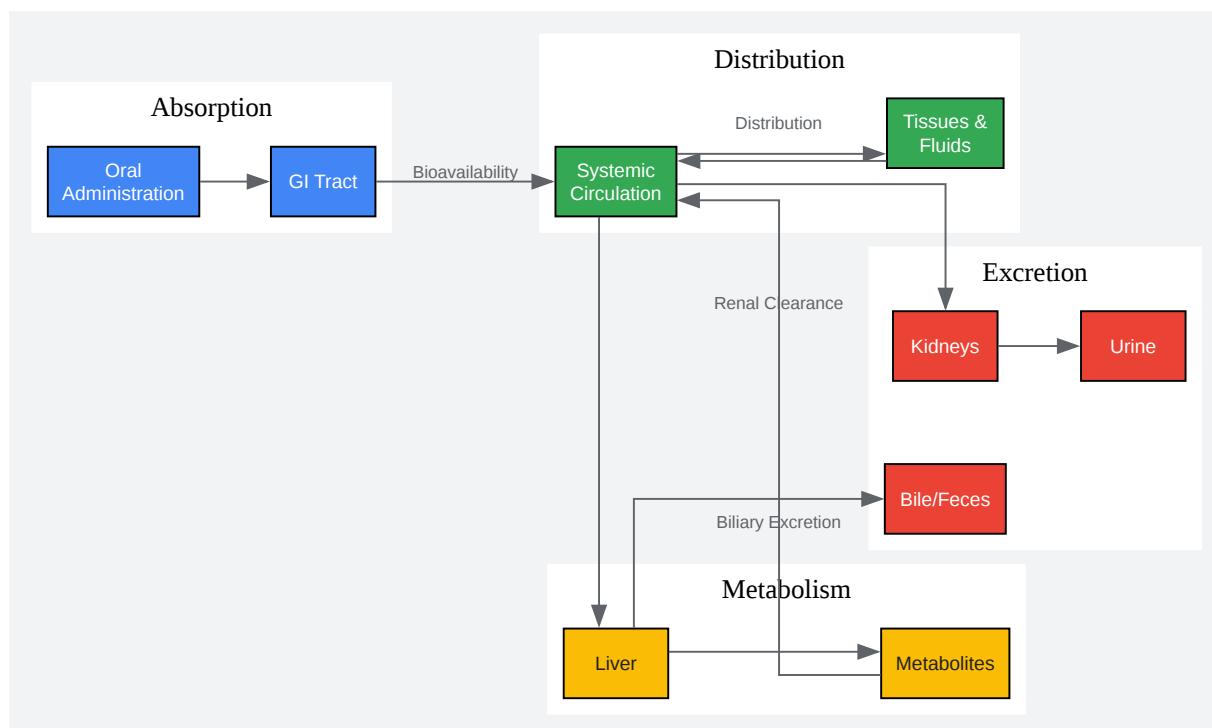 Absorption
Oral
Administration
GI Tract
Bioavailability
Distribution
Systemic
Circulation
Distribution
Tissues &
Fluids
Renal Clearance
Excretion
Kidneys
Urine
Bile/Feces
Biliary Excretion
Metabolism
Liver
Metabolites